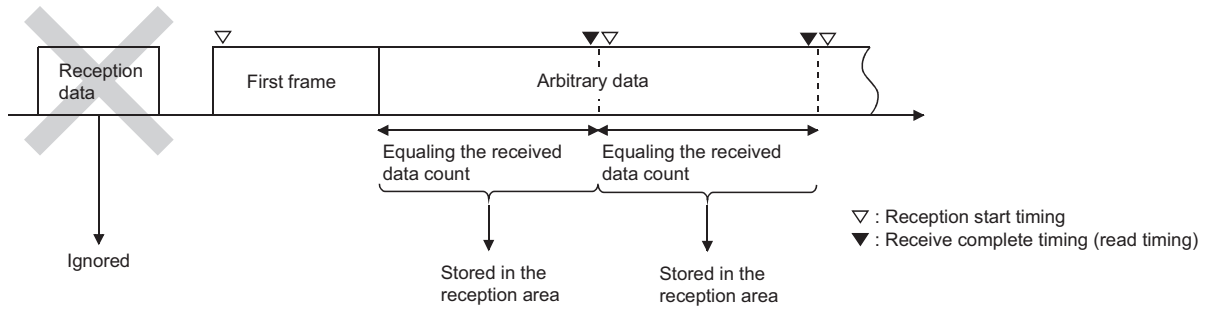 Reception
data
First frame
Arbitrary data
Equaling the received
data count
Equaling the received
data count
Ignored
Stored in the
reception area
Stored in the
reception area
▽ : Reception start timing
▼ : Receive complete timing (read timing)